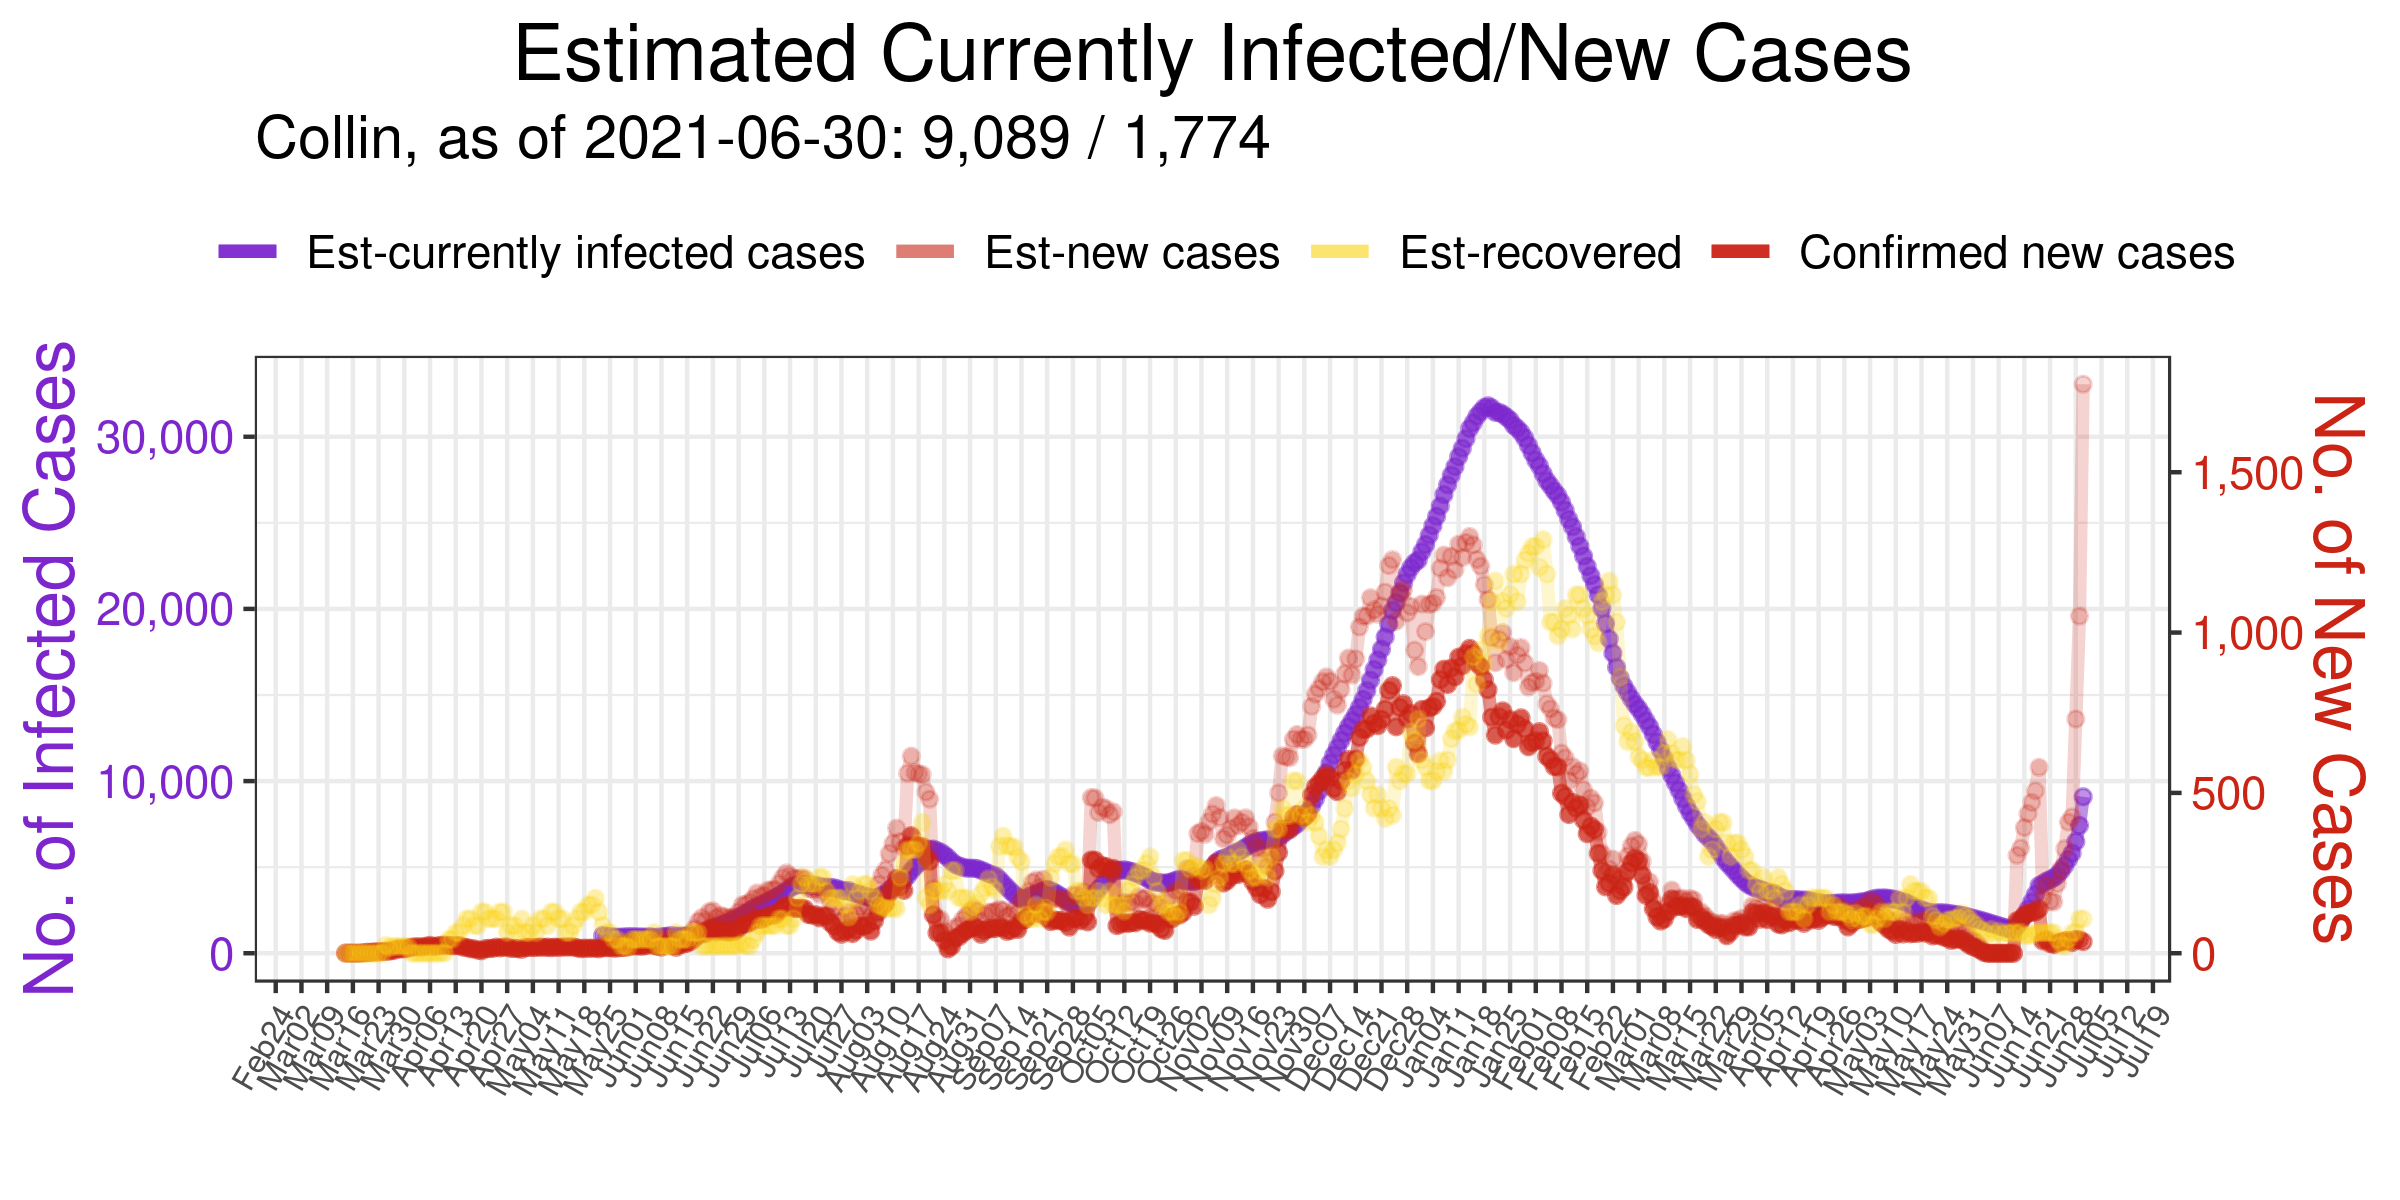 Estimated Currently Infected/New Cases
Collin, as of 2021-06-30: 9,089 / 1,774
Est-currently infected cases
Est-new cases
Est-recovered
Confirmed new cases
No. of Infected Cases
30,000
20,000
10,000
0
No. of New Cases
1,500
1,000
500
0
Feb24
Mar02
Mar09
Mar16
Mar23
Mar30
Apr06
Apr13
Apr20
Apr27
May04
May11
May18
May25
Jun01
Jun08
Jun15
Jun22
Jun29
Jul06
Jul13
Jul20
Jul27
Aug03
Aug10
Aug17
Aug24
Aug31
Sep07
Sep14
Sep21
Sep28
Oct05
Oct12
Oct19
Oct26
Nov02
Nov09
Nov16
Nov23
Nov30
Dec07
Dec14
Dec21
Dec28
Jan04
Jan11
Jan18
Jan25
Feb01
Feb08
Feb15
Feb22
Mar01
Mar08
Mar15
Mar22
Mar29
Apr05
Apr12
Apr19
Apr26
May03
May10
May17
May24
May31
Jun07
Jun14
Jun21
Jun28
Jul05
Jul12
Jul19